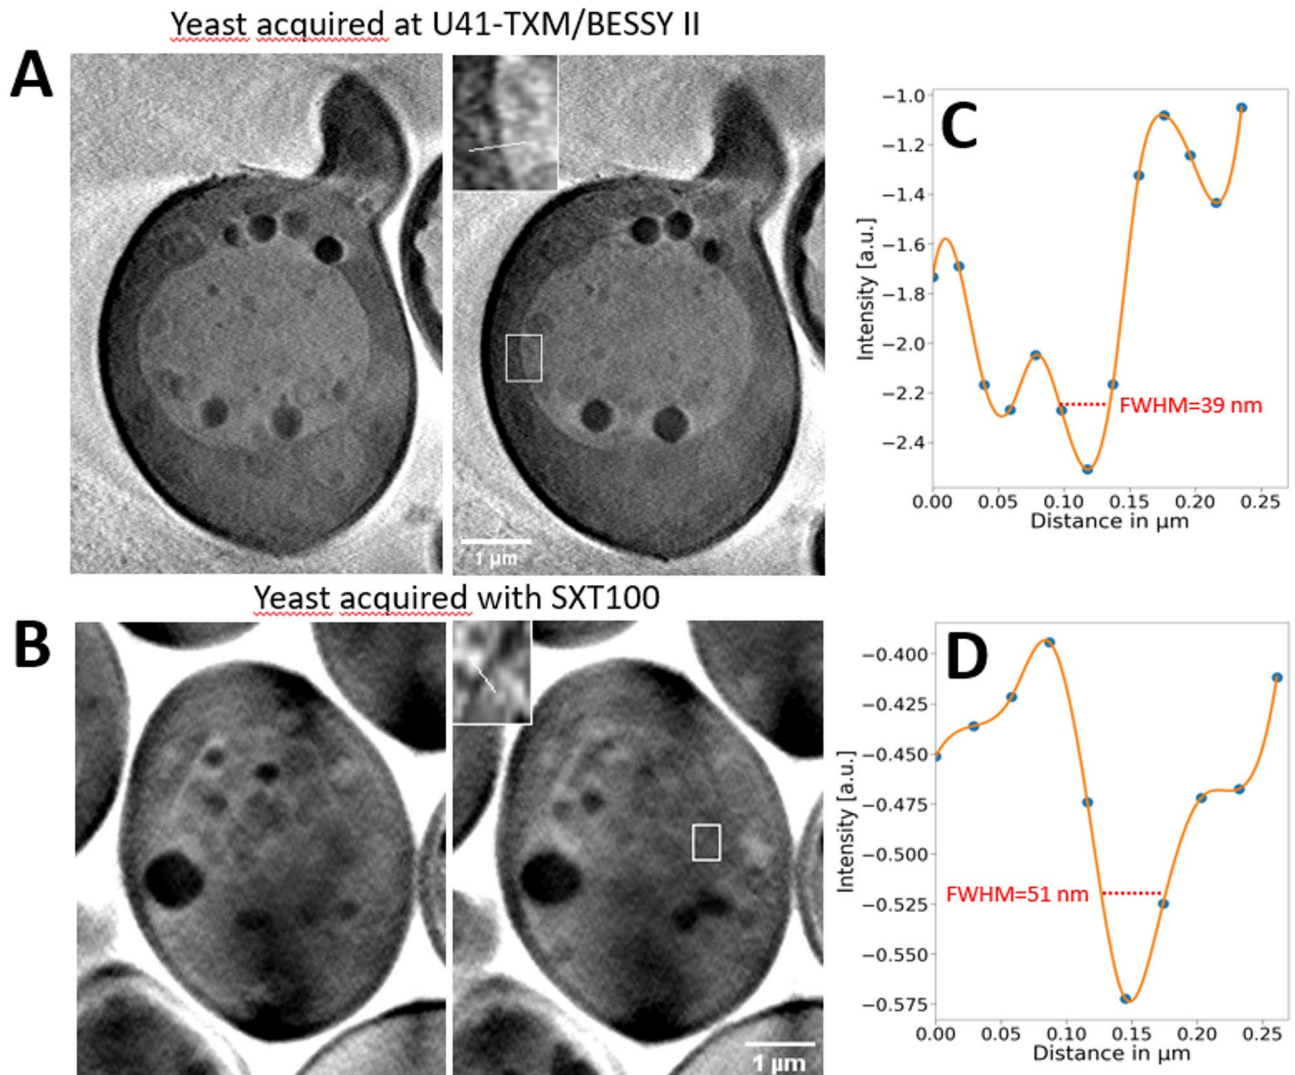 Yeast acquired at U41-TXM/BESSY II
A
1 µm
C
−1.0
−1.2
−1.4
−1.6
−1.8
−2.0
−2.2
−2.4
Intensity [a.u.]
FWHM=39 nm
0.00 0.05 0.10 0.15 0.20 0.25
Distance in µm
Yeast acquired with SXT100
B
1 µm
D
−0.400
−0.425
−0.450
−0.475
−0.500
−0.525
−0.550
−0.575
Intensity [a.u.]
FWHM=51 nm
0.00 0.05 0.10 0.15 0.20 0.25
Distance in µm